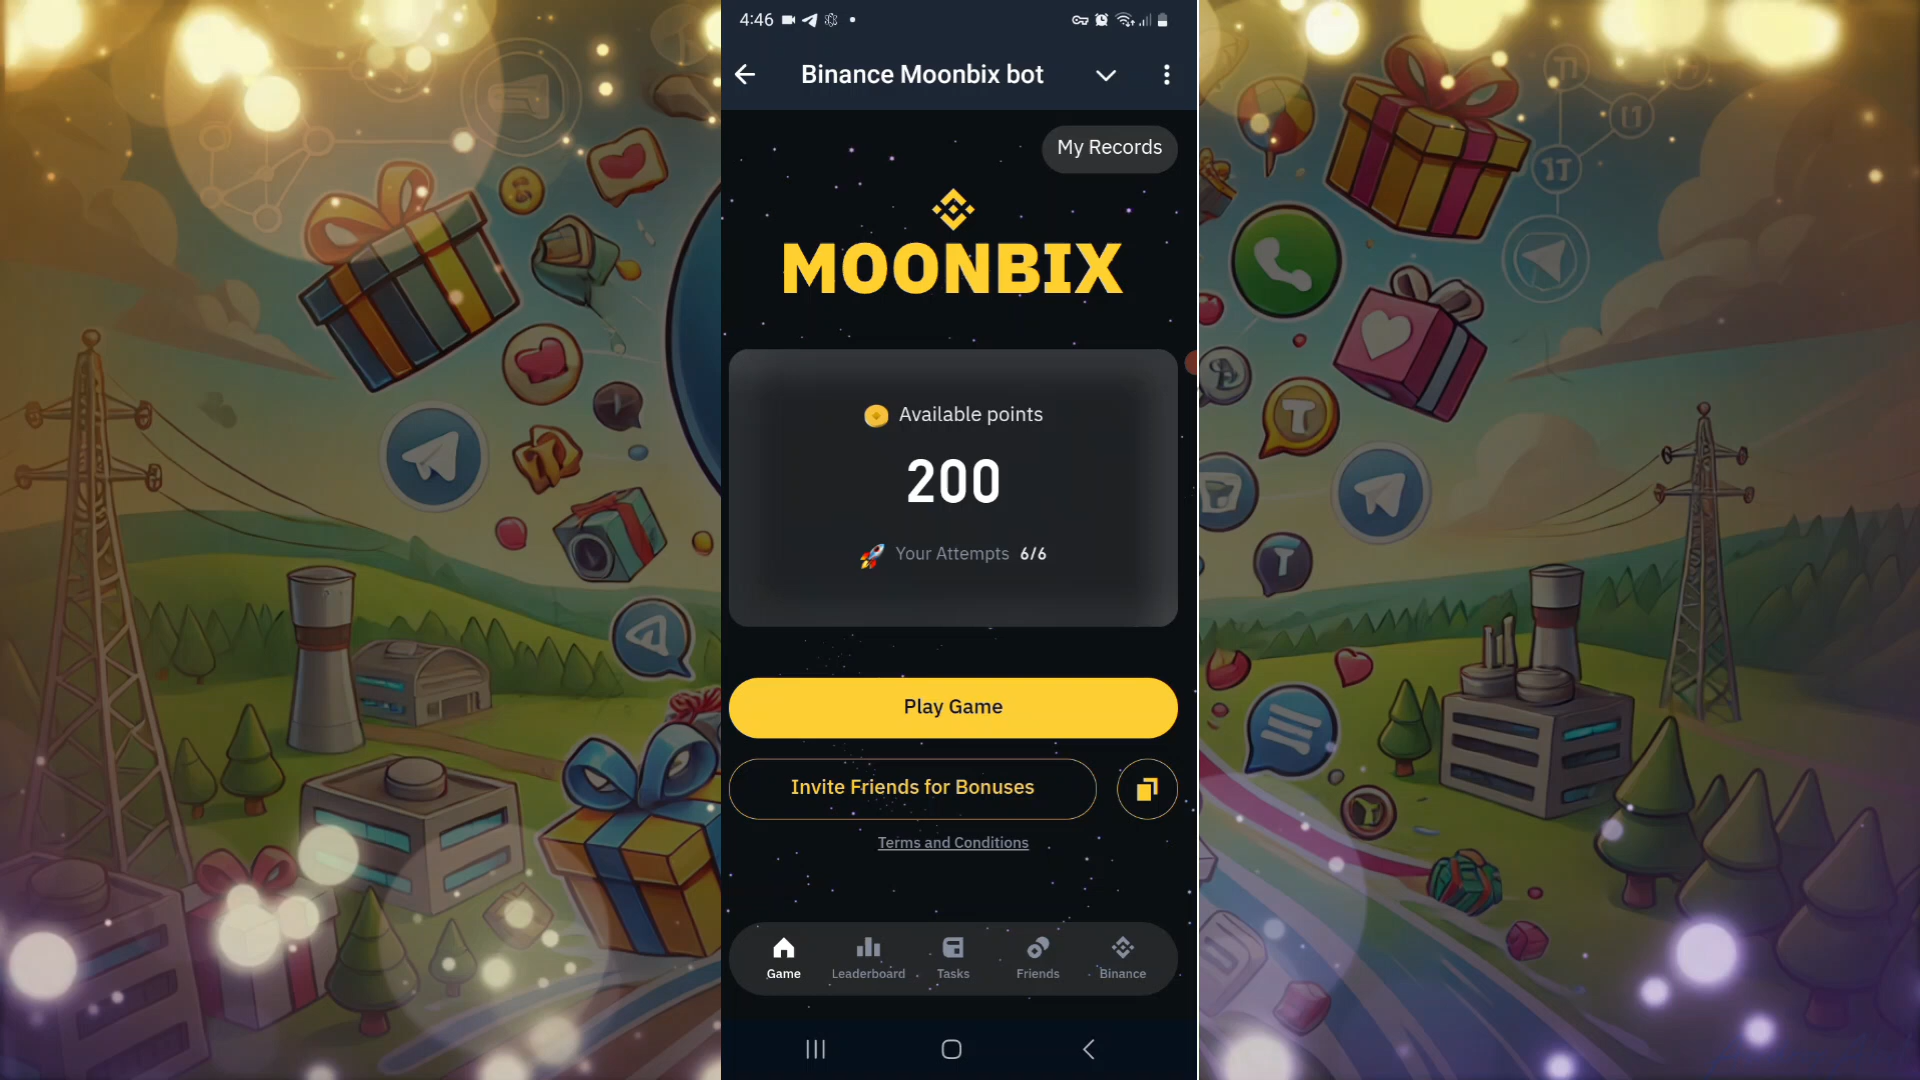 4:46
Binance Moonbix bot
My Records
MOONBIX
Available points
200
Your Attempts 6/6
Play Game
Invite Friends for Bonuses
Terms and Conditions
Game Leaderboard Tasks Friends Binance